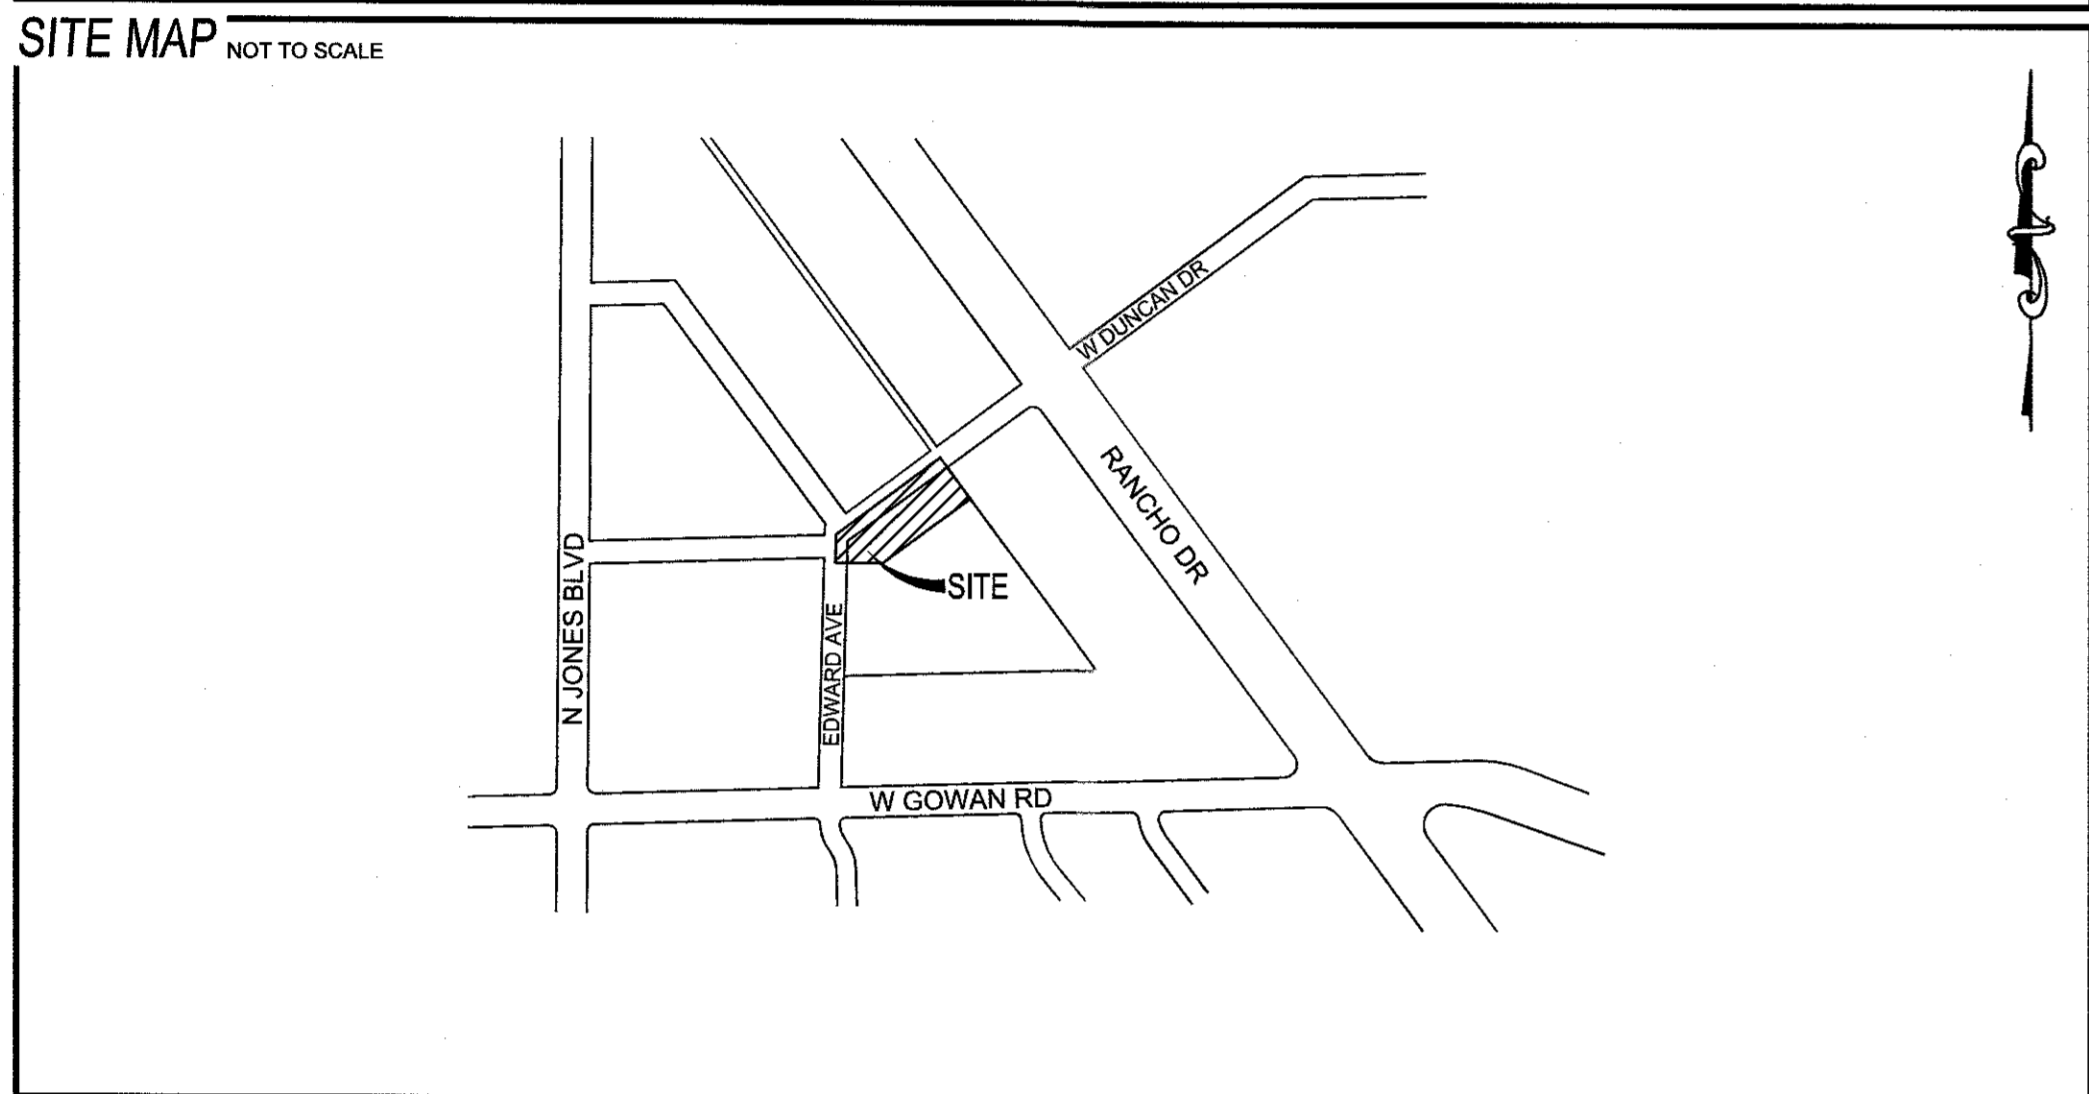 SITE MAP NOT TO SCALE
W DUNCAN DR
RANCHO DR
N JONES BLVD
SITE
EDWARD AVE
W GOWAN RD